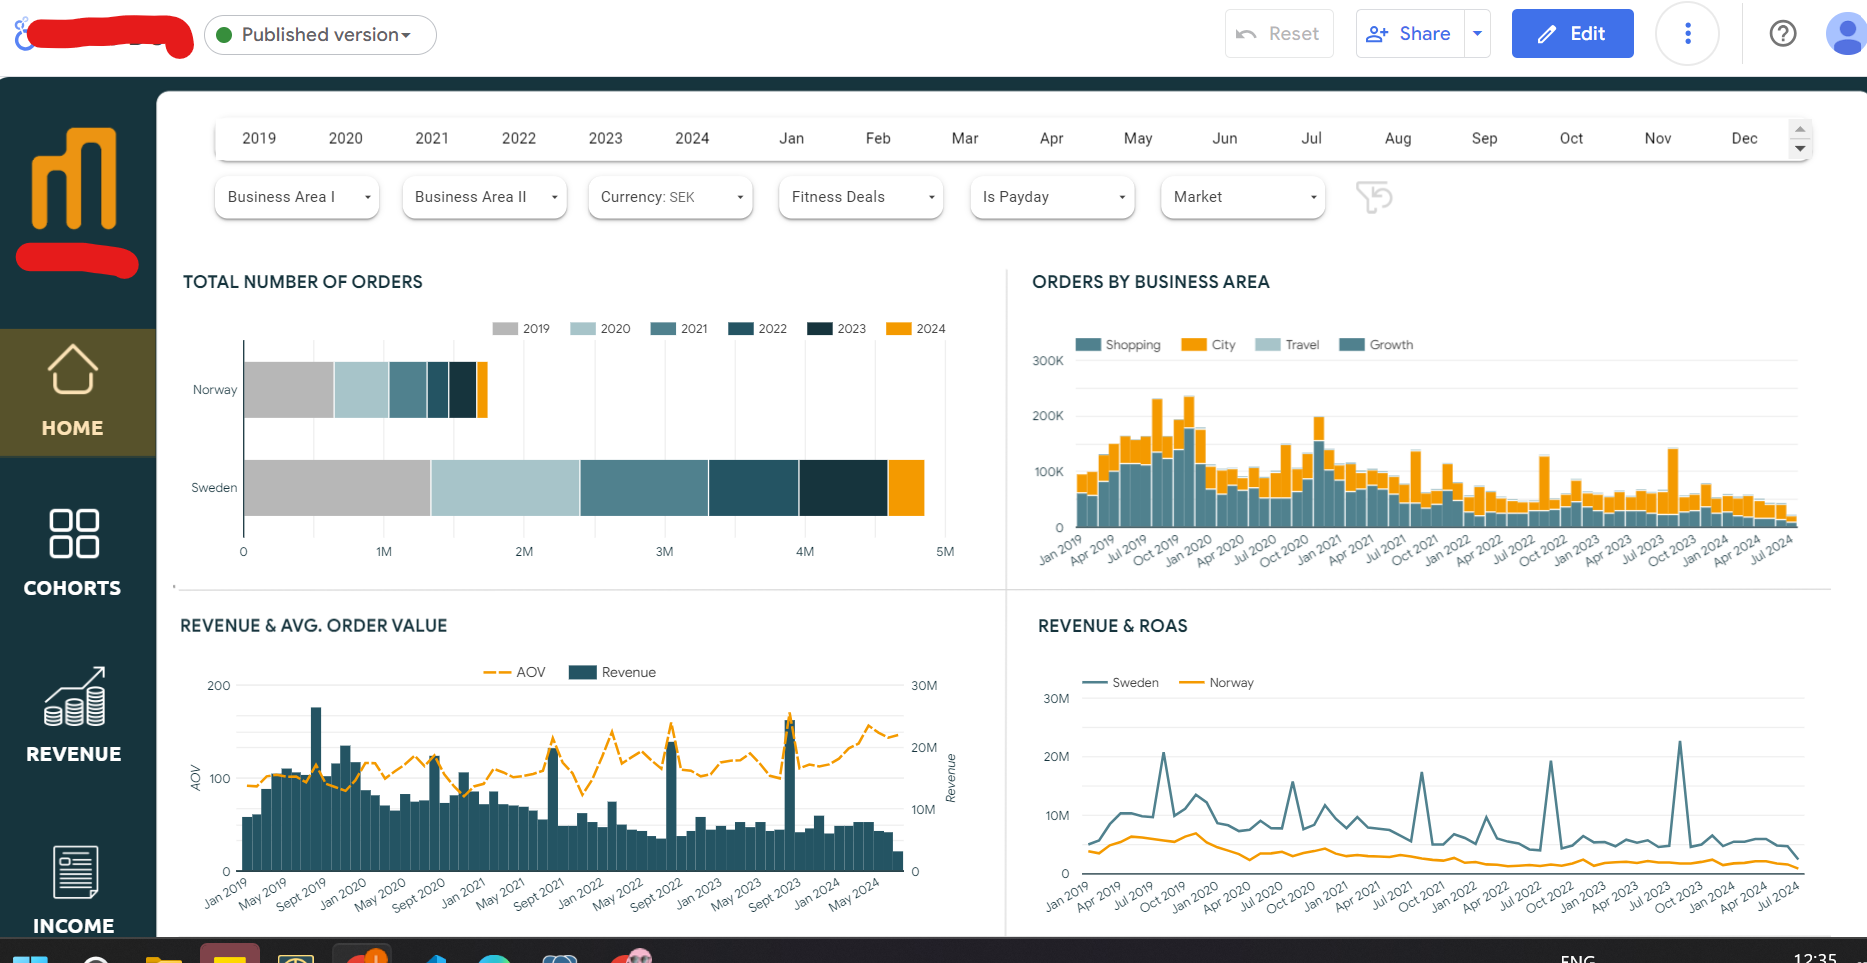 Published version
Reset
Share
Edit
2019 2020 2021 2022 2023 2024 Jan Feb Mar Apr May Jun Jul Aug Sep Oct Nov Dec
Business Area I
Business Area II
Currency: SEK
Fitness Deals
Is Payday
Market
HOME
COHORTS
REVENUE
INCOME
TOTAL NUMBER OF ORDERS
2019 2020 2021 2022 2023 2024
Norway
Sweden
0 1M 2M 3M 4M 5M
ORDERS BY BUSINESS AREA
Shopping City Travel Growth
300K
200K
100K
0
Jan 2019 Apr 2019 Jul 2019 Oct 2019 Jan 2020 Apr 2020 Jul 2020 Oct 2020 Jan 2021 Apr 2021 Jul 2021 Oct 2021 Jan 2022 Apr 2022 Jul 2022 Oct 2022 Jan 2023 Apr 2023 Jul 2023 Oct 2023 Jan 2024 Apr 2024 Jul 2024
REVENUE & AVG. ORDER VALUE
AOV Revenue
200 30M
20M
100
10M
0 0
AOV
Revenue
Jan 2019 May 2019 Sept 2019 Jan 2020 May 2020 Sept 2020 Jan 2021 May 2021 Sept 2021 Jan 2022 May 2022 Sept 2022 Jan 2023 May 2023 Sept 2023 Jan 2024 May 2024
REVENUE & ROAS
Sweden Norway
30M
20M
10M
0
Jan 2019 Apr 2019 Jul 2019 Oct 2019 Jan 2020 Apr 2020 Jul 2020 Oct 2020 Jan 2021 Apr 2021 Jul 2021 Oct 2021 Jan 2022 Apr 2022 Jul 2022 Oct 2022 Jan 2023 Apr 2023 Jul 2023 Oct 2023 Jan 2024 Apr 2024 Jul 2024
ENG
12:35